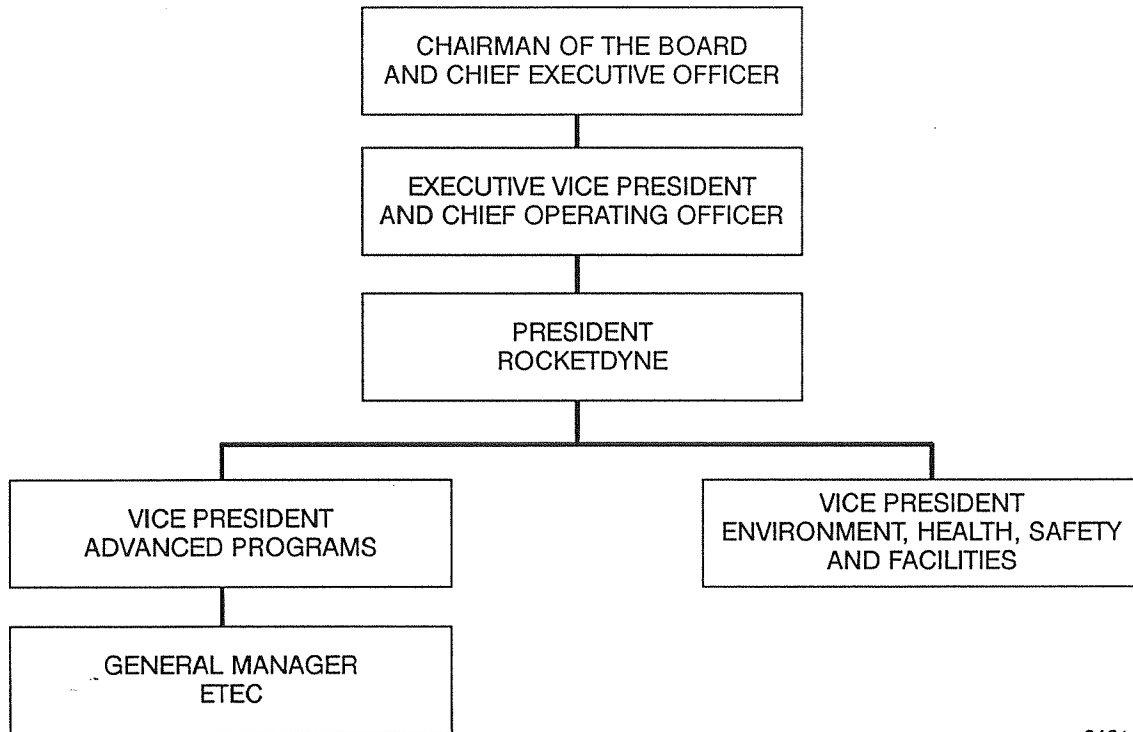 CHAIRMAN OF THE BOARD
AND CHIEF EXECUTIVE OFFICER
EXECUTIVE VICE PRESIDENT
AND CHIEF OPERATING OFFICER
PRESIDENT
ROCKETDYNE
VICE PRESIDENT
ADVANCED PROGRAMS
VICE PRESIDENT
ENVIRONMENT, HEALTH, SAFETY
AND FACILITIES
GENERAL MANAGER
ETEC